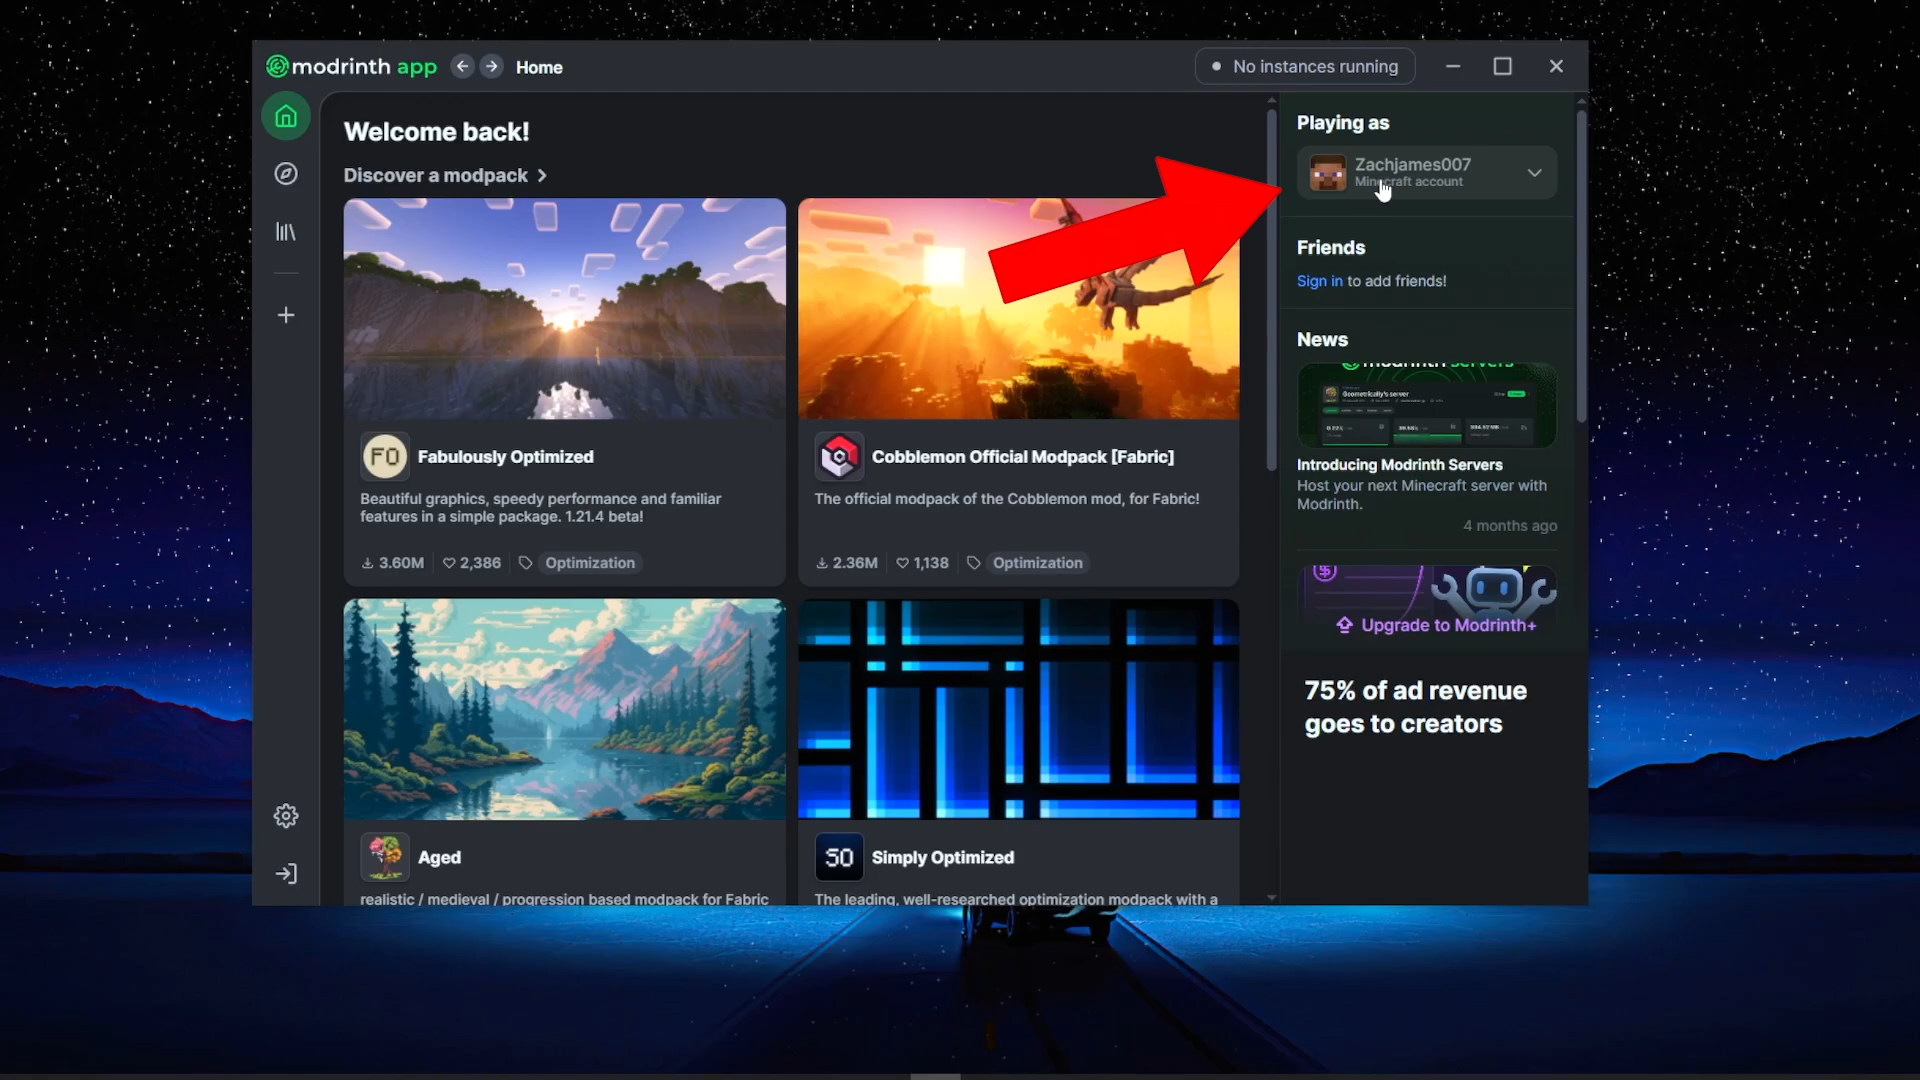 modrinth app
Home
No instances running
Welcome back!
Discover a modpack
FO
Fabulously Optimized
Beautiful graphics, speedy performance and familiar
features in a simple package. 1.21.4 beta!
3.60M
2,386
Optimization
Cobblemon Official Modpack [Fabric]
The official modpack of the Cobblemon mod, for Fabric!
2.36M
1,138
Optimization
Aged
realistic / medieval / progression based modpack for Fabric
SO
Simply Optimized
The leading, well-researched optimization modpack with a
Playing as
Zachjames007
Minecraft account
Friends
Sign in to add friends!
News
modrinth Servers
Geometrically's server
Introducing Modrinth Servers
Host your next Minecraft server with
Modrinth.
4 months ago
Upgrade to Modrinth+
75% of ad revenue
goes to creators